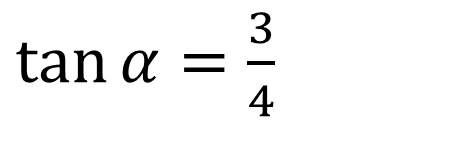 tan α = 3/4